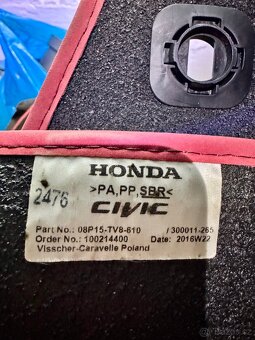 HONDA
>PA,PP,SBR<
2476
CIVIC
Part No.: 08P15-TV8-610 / 300011-265
Order No.: 100214400 Date: 2016W22
Visscher-Caravelle Poland